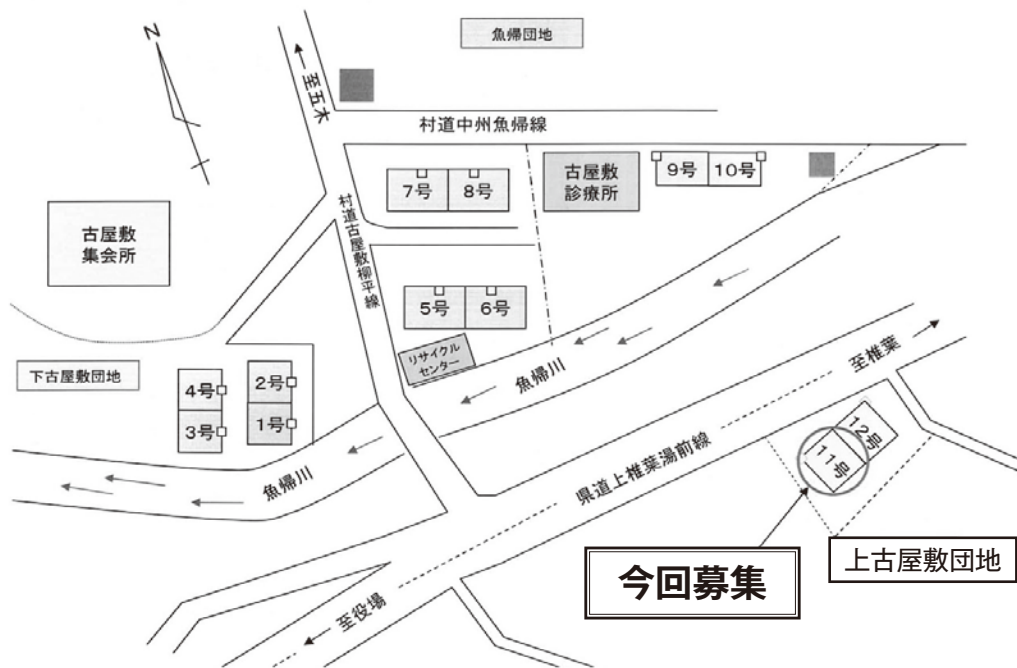 魚帰団地
N
至五木
村道中州魚帰線
7号
8号
古屋敷
診療所
9号
10号
古屋敷
集会所
村道古屋敷柳平線
5号
6号
リサイクル
センター
魚帰川
至椎葉
下古屋敷団地
4号
2号
3号
1号
魚帰川
県道上椎葉湯前線
12号
11号
今回募集
上古屋敷団地
至役場